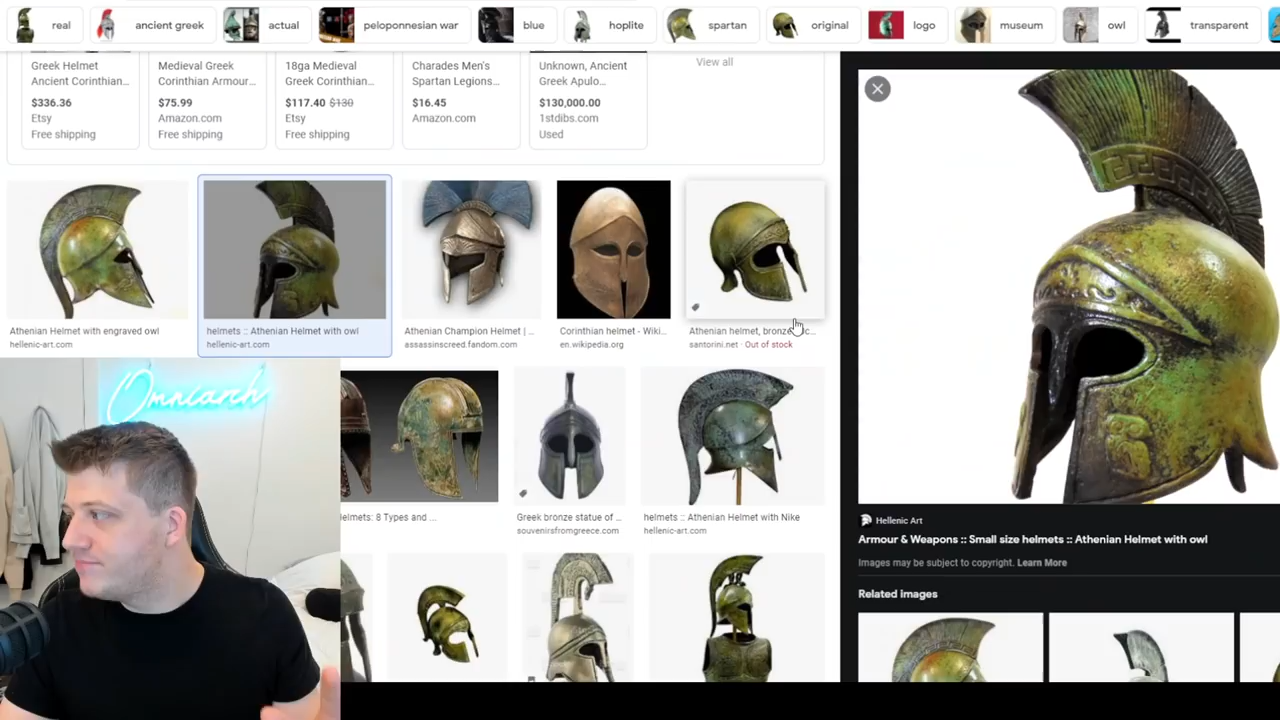 real
ancient greek
actual
peloponnesian war
blue
hoplite
spartan
original
logo
museum
owl
transparent
Greek Helmet
Ancient Corinthian
$336.36
Etsy
Free shipping
Medieval Greek
Corinthian Armour...
$75.99
Amazon.com
Free shipping
18ga Medieval
Greek Corinthian...
$117.40 $130
Etsy
Free shipping
Charades Men's
Spartan Legions...
$16.45
Amazon.com
Unknown, Ancient
Greek Apulo...
$130,000.00
1stdibs.com
Used
View all
Athenian Helmet with engraved owl
hellenic-art.com
helmets :: Athenian Helmet with owl
hellenic-art.com
Athenian Champion Helmet | ...
assassinscreed.fandom.com
Corinthian helmet - Wiki...
en.wikipedia.org
Athenian helmet, bronze
santorini.net · Out of stock
Omniarch
8 Types and ...
Greek bronze statue of ...
souvenirsfromgreece.com
helmets :: Athenian Helmet with Nike
hellenic-art.com
Hellenic Art
Armour & Weapons :: Small size helmets :: Athenian Helmet with owl
Images may be subject to copyright. Learn More
Related images